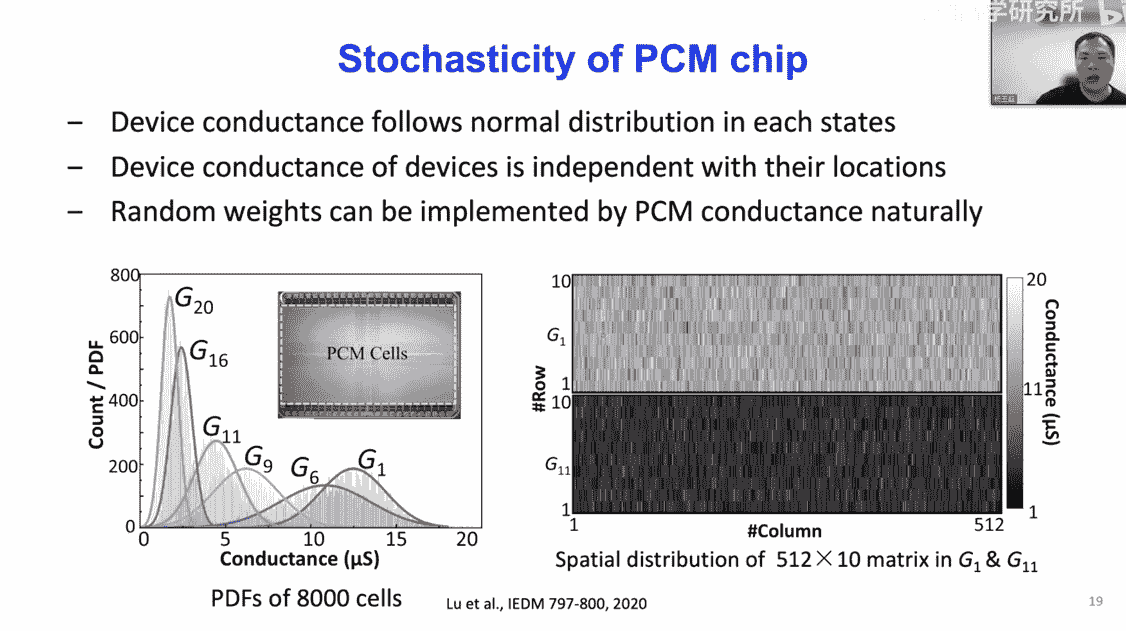 学研究所
Stochasticity of PCM chip
– Device conductance follows normal distribution in each states
– Device conductance of devices is independent with their locations
– Random weights can be implemented by PCM conductance naturally
800
600
400
200
0
Count / PDF
G20
G16
G11
G9
G6
G1
PCM Cells
0 5 10 15 20
Conductance (μS)
PDFs of 8000 cells
10
G1
1
10
G11
1
#Row
1 512
#Column
20
11
1
Conductance (μS)
Spatial distribution of 512×10 matrix in G1 & G11
Lu et al., IEDM 797-800, 2020
19